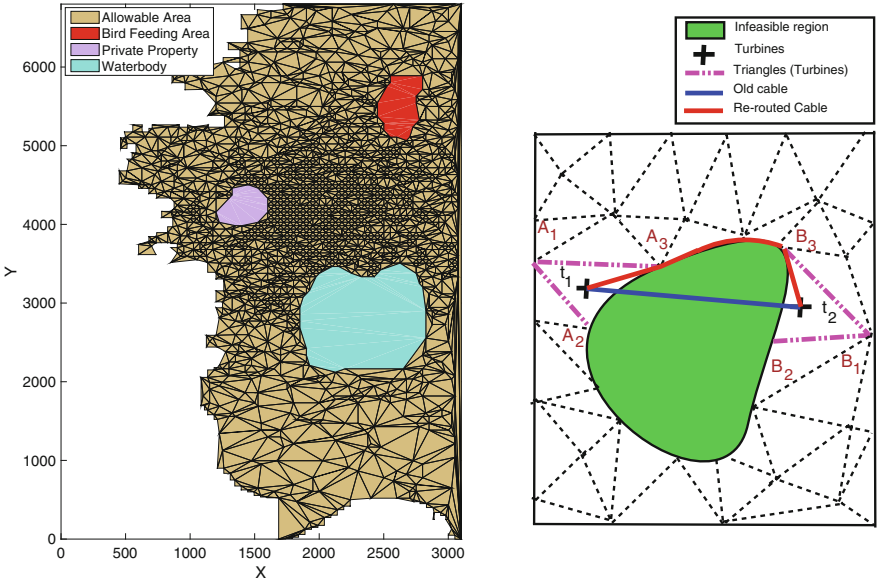 Allowable Area
Bird Feeding Area
Private Property
Waterbody
6000
5000
4000
3000
2000
1000
0
Y
0
500
1000
1500
2000
2500
3000
X
Infeasible region
Turbines
Triangles (Turbines)
Old cable
Re-routed Cable
A1
A3
B3
t1
t2
A2
B2
B1